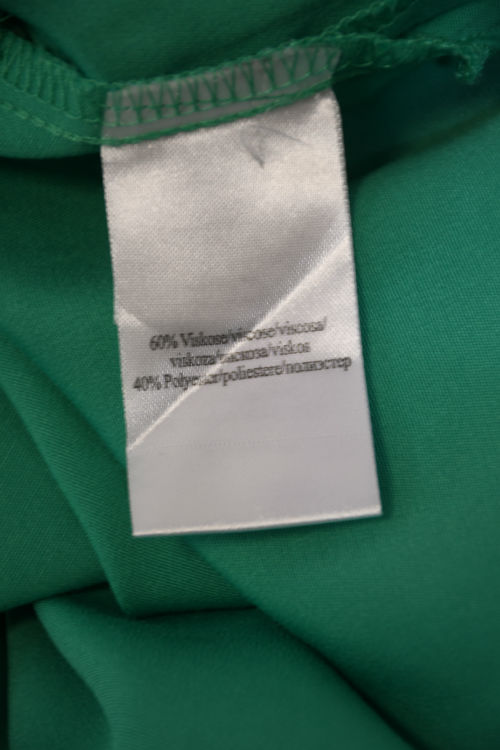 60% Viskose/viscose/viscosa/
viskoza/вискоза/viskos
40% Polyester/poliestere/полиэстер